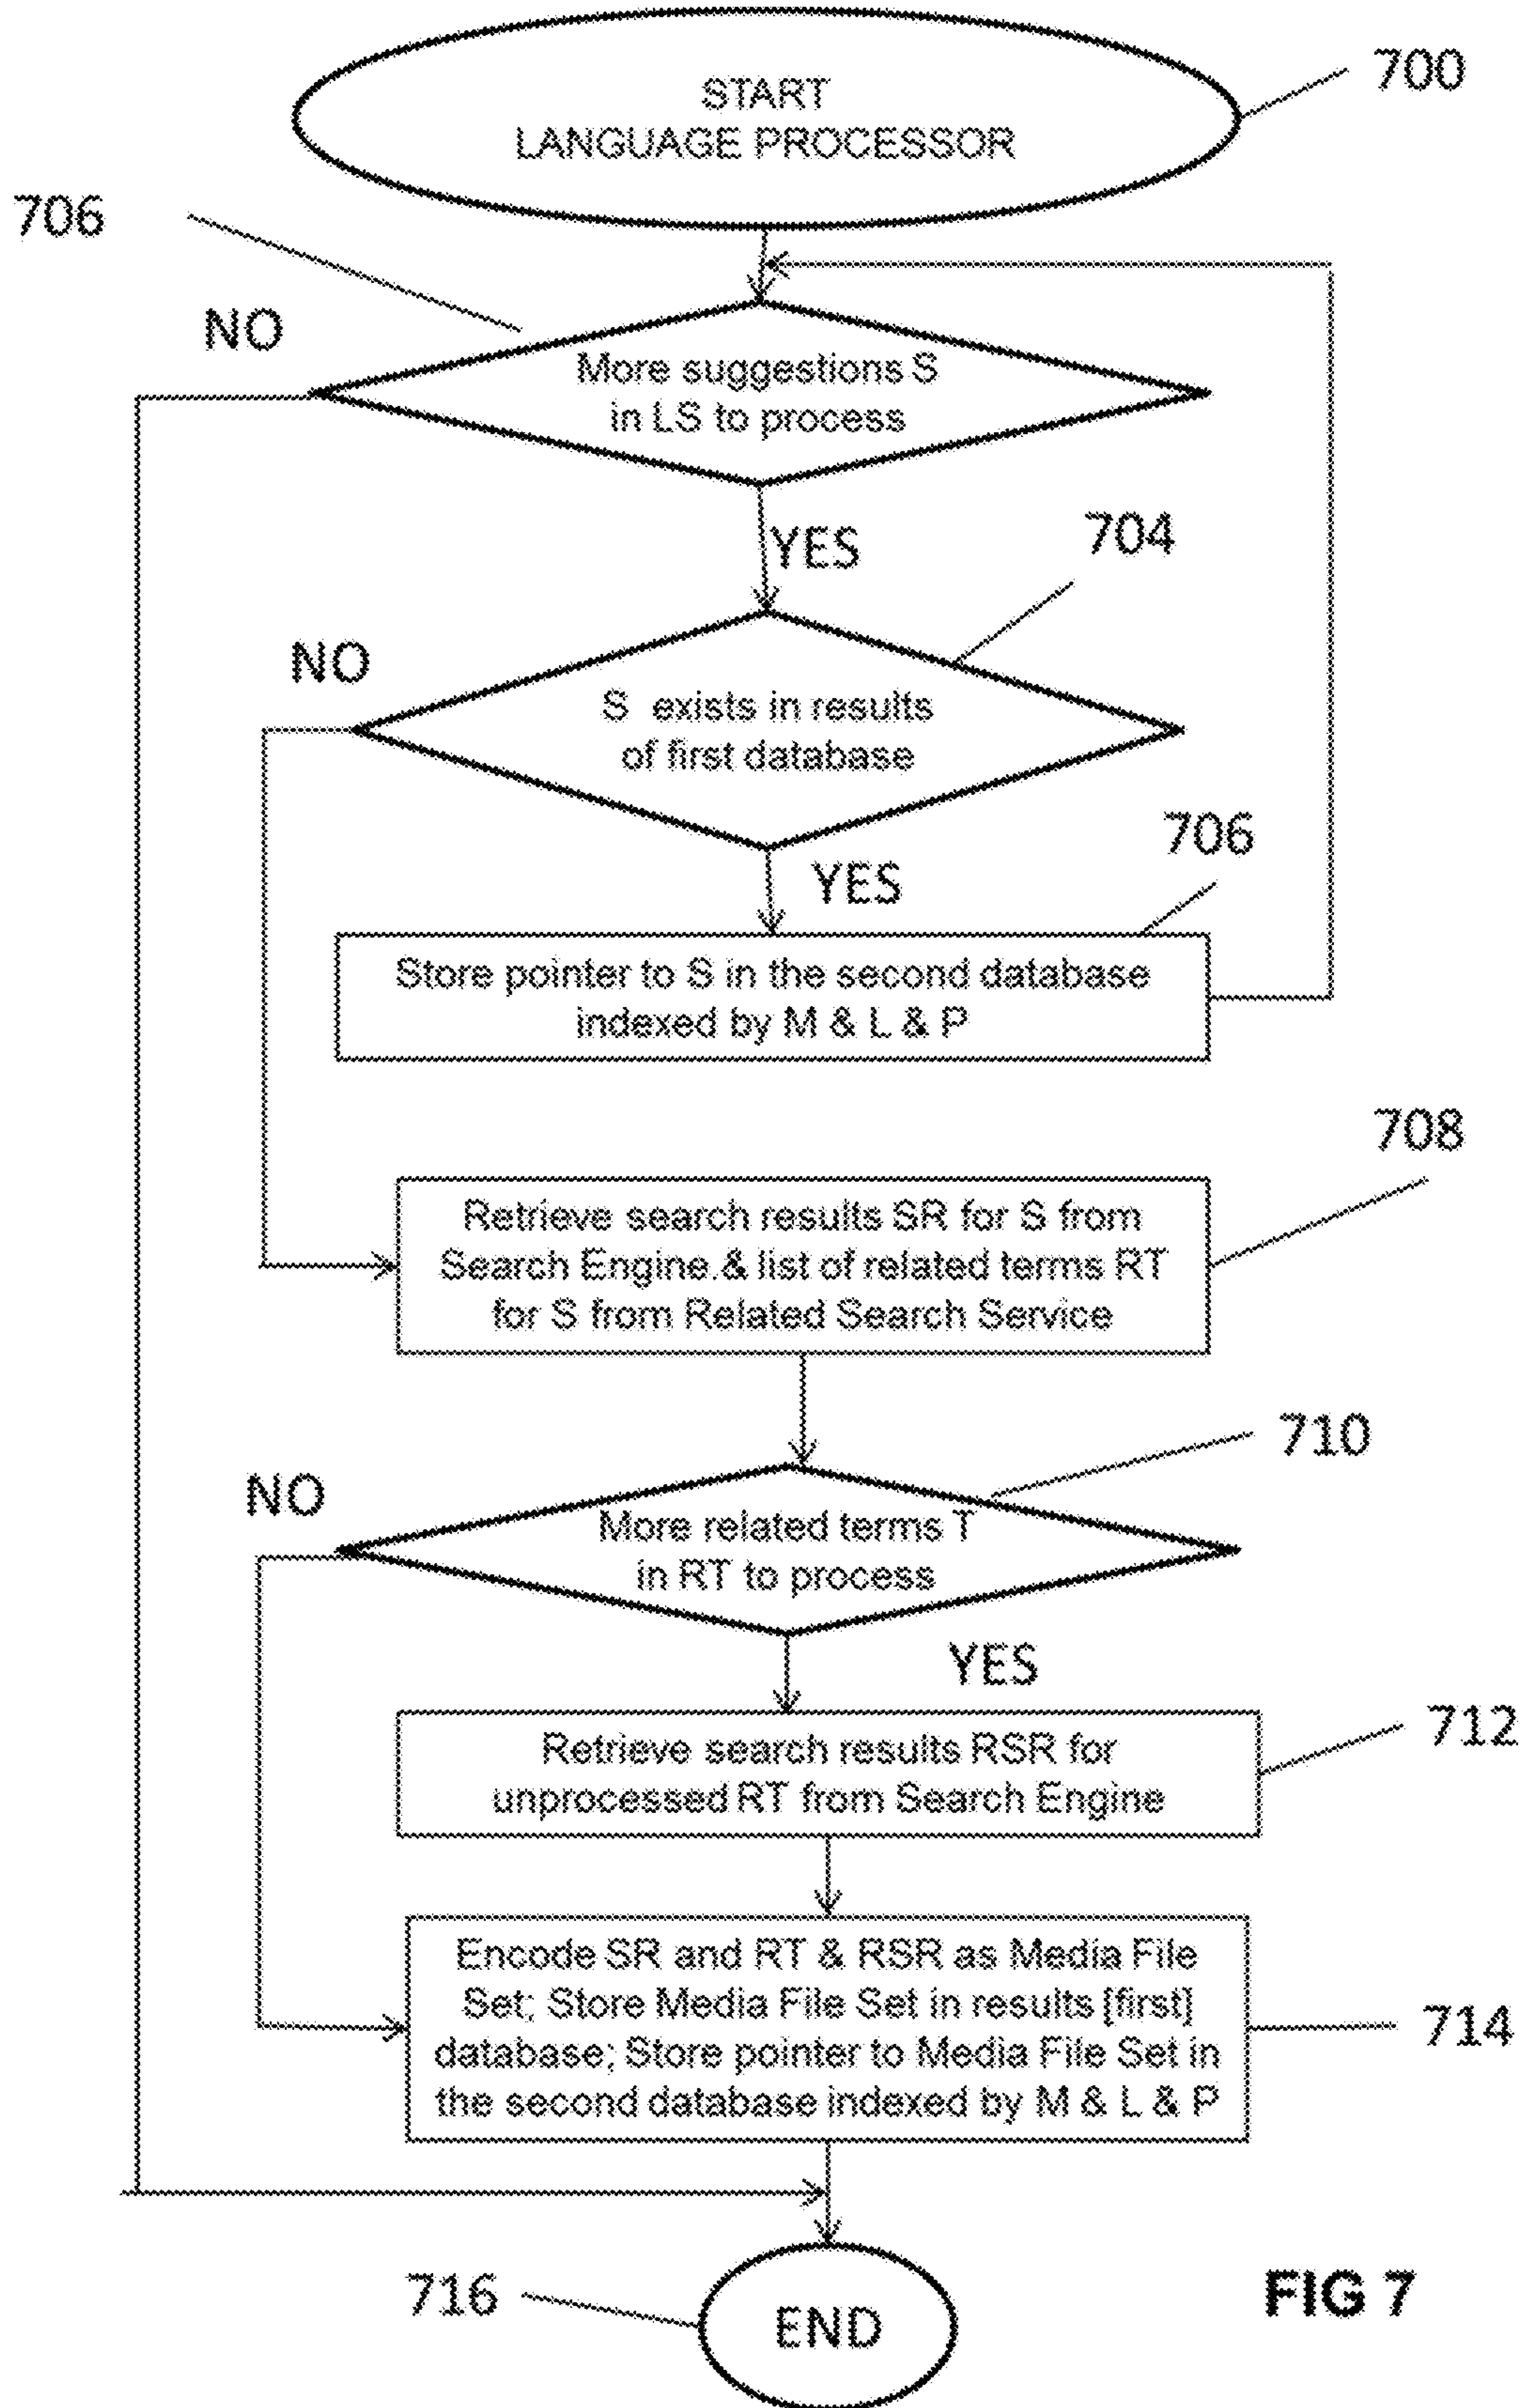 START
LANGUAGE PROCESSOR
700
706
NO
More suggestions S
in LS to process
YES
704
NO
S exists in results
of first database
706
YES
Store pointer to S in the second database
indexed by M & L & P
708
Retrieve search results SR for S from
Search Engine.& list of related terms RT
for S from Related Search Service
710
NO
More related terms T
in RT to process
YES
712
Retrieve search results RSR for
unprocessed RT from Search Engine
Encode SR and RT & RSR as Media File
Set; Store Media File Set in results [first]
database; Store pointer to Media File Set in
the second database indexed by M & L & P
714
716
END
FIG 7